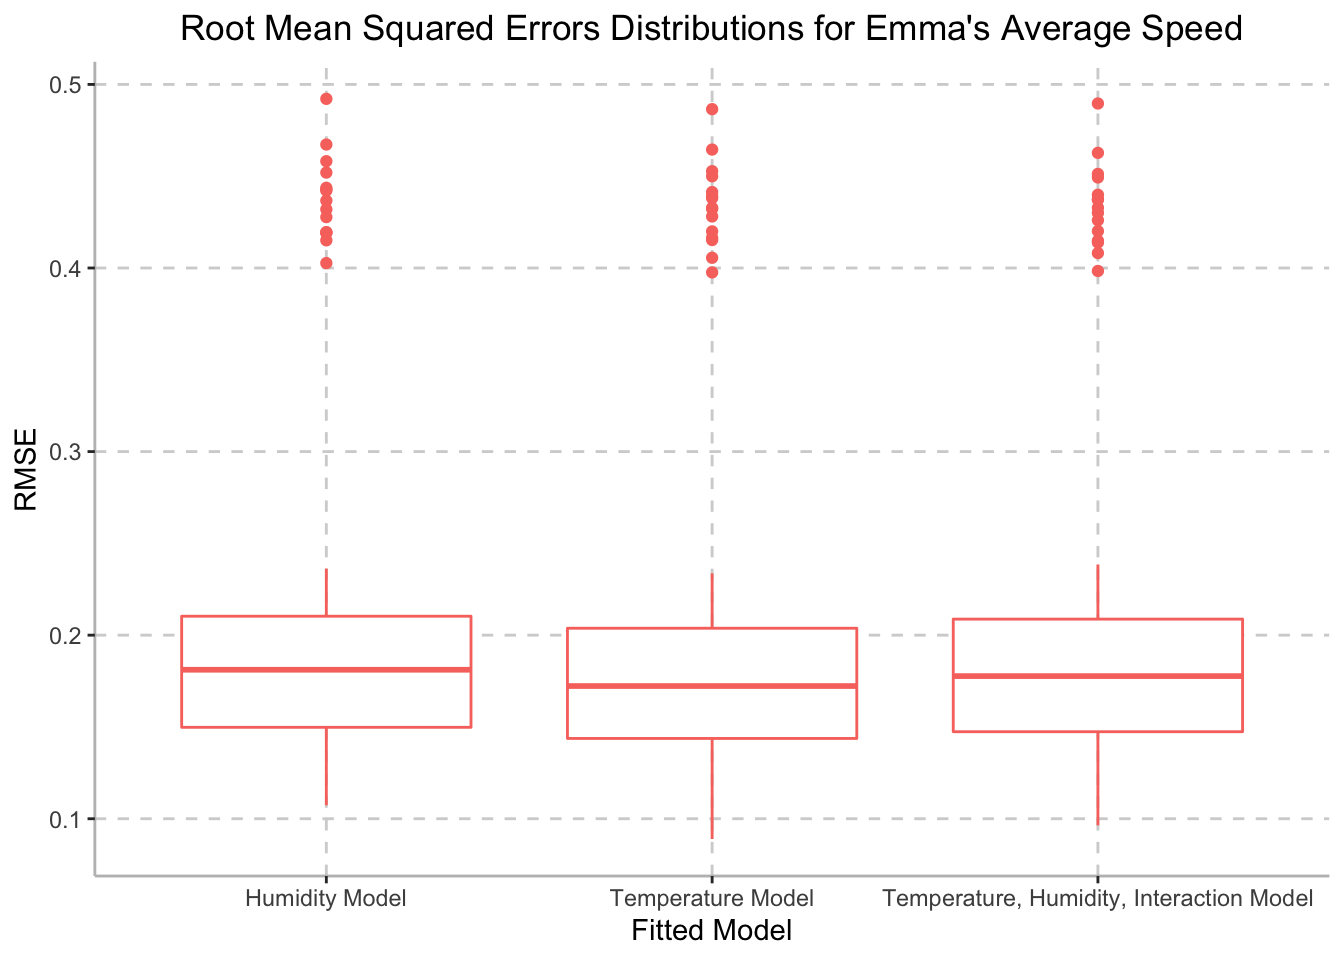 Root Mean Squared Errors Distributions for Emma's Average Speed
0.5
0.4
0.3
0.2
0.1
RMSE
Humidity Model
Temperature Model
Temperature, Humidity, Interaction Model
Fitted Model